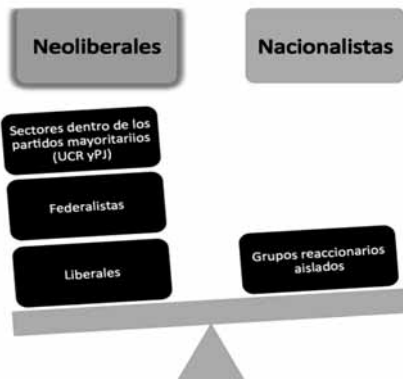 Neoliberales
Nacionalistas
Sectores dentro de los
partidos mayoritariios
(UCR yPJ)
Federalistas
Liberales
Grupos reaccionarios
aislados